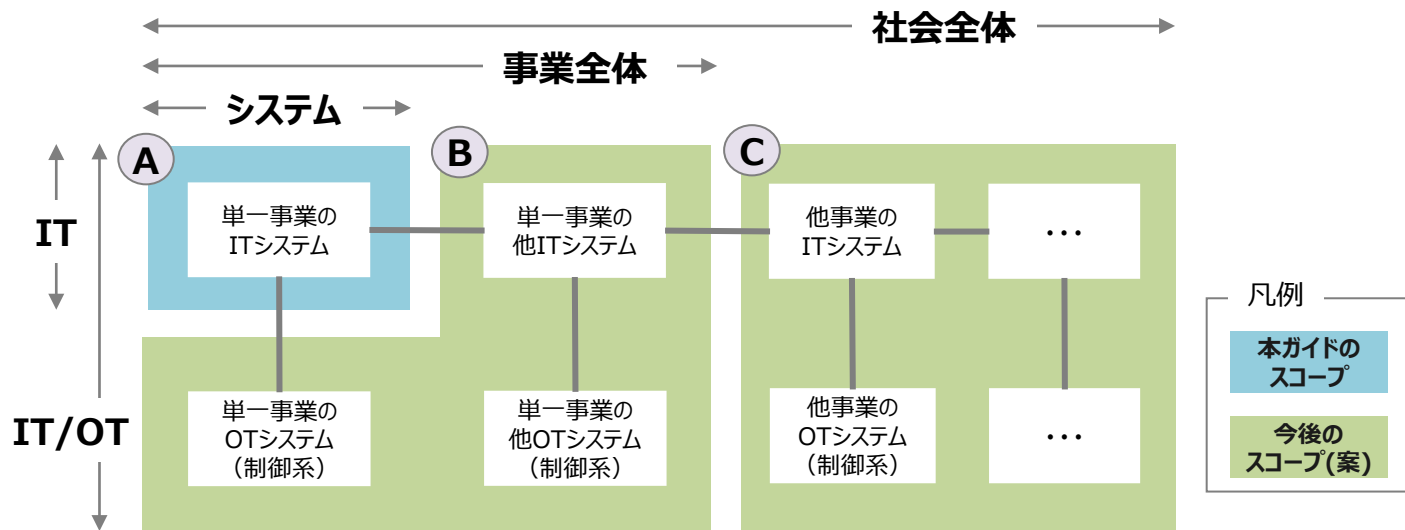 社会全体
事業全体
システム
A
B
C
IT
IT/OT
単一事業の
ITシステム
単一事業の
他ITシステム
他事業の
ITシステム
・・・
単一事業の
OTシステム
（制御系）
単一事業の
他OTシステム
（制御系）
他事業の
OTシステム
（制御系）
・・・
凡例
本ガイドの
スコープ
今後の
スコープ(案)